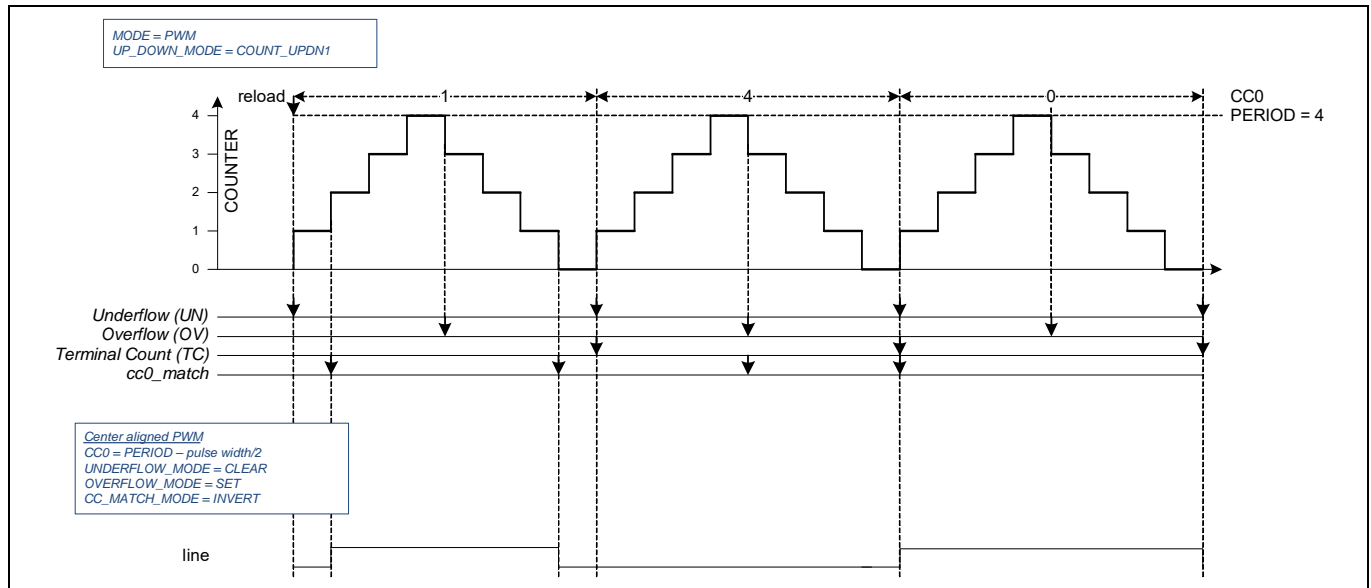 MODE = PWM
UP_DOWN_MODE = COUNT_UPDN1
reload 1 4 0 CC0
PERIOD = 4
4
3
2
1
0
COUNTER
Underflow (UN)
Overflow (OV)
Terminal Count (TC)
cc0_match
Center aligned PWM
CC0 = PERIOD – pulse width/2
UNDERFLOW_MODE = CLEAR
OVERFLOW_MODE = SET
CC_MATCH_MODE = INVERT
line